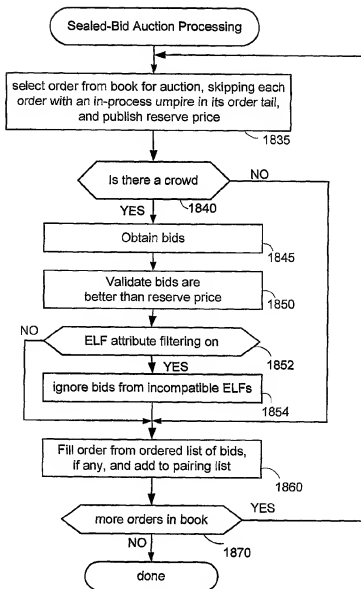 Sealed-Bid Auction Processing
select order from book for auction, skipping each
order with an in-process umpire in its order tail,
and publish reserve price
1835
Is there a crowd
NO
1840
YES
Obtain bids
1845
Validate bids are
better than reserve price
1850
NO
ELF attribute filtering on
1852
YES
ignore bids from incompatible ELFs
1854
Fill order from ordered list of bids,
if any, and add to pairing list
1860
more orders in book
YES
1870
NO
done